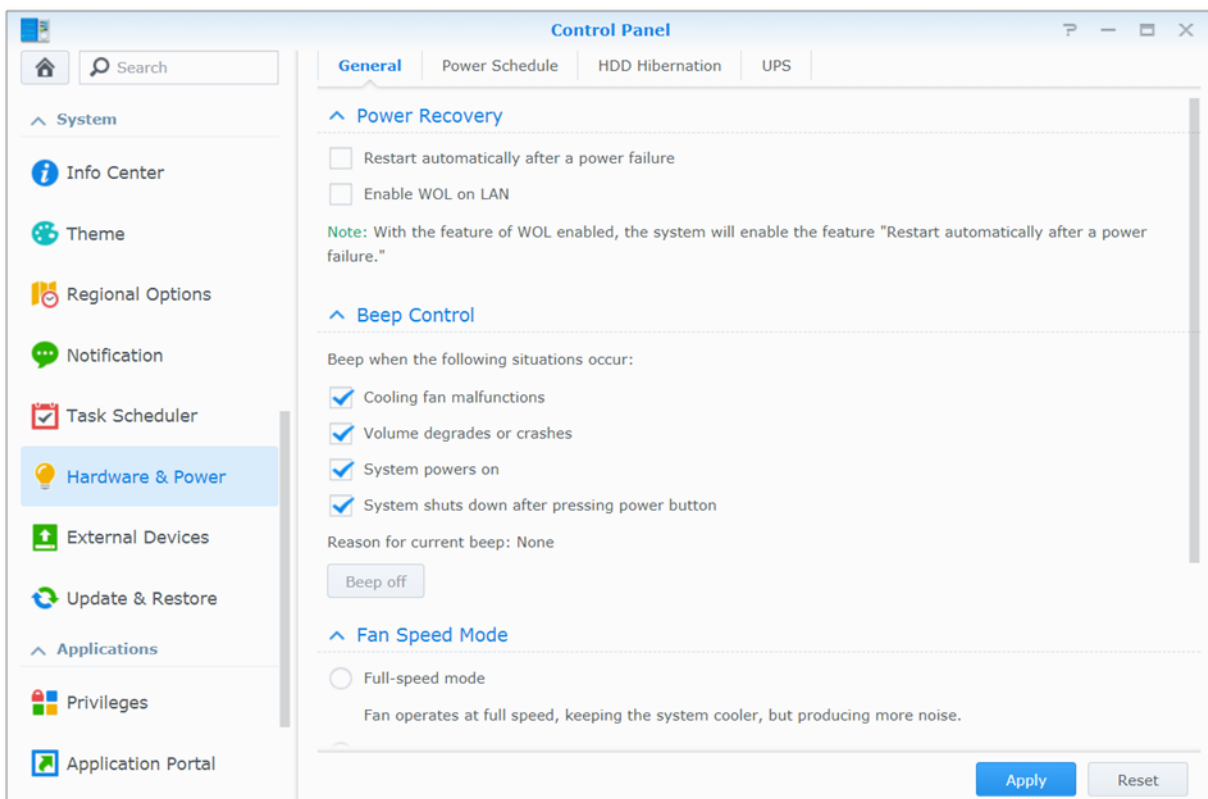 Control Panel
Search
General
Power Schedule
HDD Hibernation
UPS
System
Info Center
Theme
Regional Options
Notification
Task Scheduler
Hardware & Power
External Devices
Update & Restore
Applications
Privileges
Application Portal
Power Recovery
Restart automatically after a power failure
Enable WOL on LAN
Note: With the feature of WOL enabled, the system will enable the feature "Restart automatically after a power
failure."
Beep Control
Beep when the following situations occur:
Cooling fan malfunctions
Volume degrades or crashes
System powers on
System shuts down after pressing power button
Reason for current beep: None
Beep off
Fan Speed Mode
Full-speed mode
Fan operates at full speed, keeping the system cooler, but producing more noise.
Apply
Reset